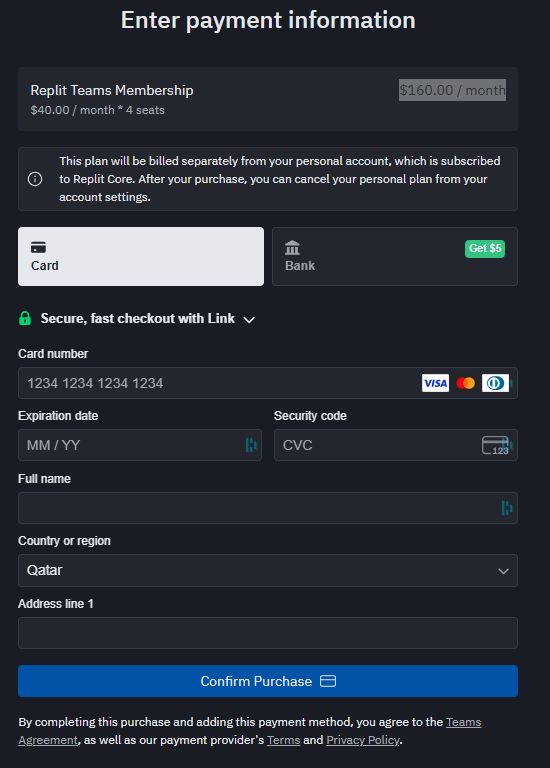 Enter payment information
Replit Teams Membership
$160.00 / month
$40.00 / month * 4 seats
This plan will be billed separately from your personal account, which is subscribed
to Replit Core. After your purchase, you can cancel your personal plan from your
account settings.
Card
Bank
Get $5
Secure, fast checkout with Link
Card number
1234 1234 1234 1234
VISA
Expiration date
Security code
MM / YY
CVC
123
Full name
Country or region
Qatar
Address line 1
Confirm Purchase
By completing this purchase and adding this payment method, you agree to the Teams
Agreement, as well as our payment provider's Terms and Privacy Policy.